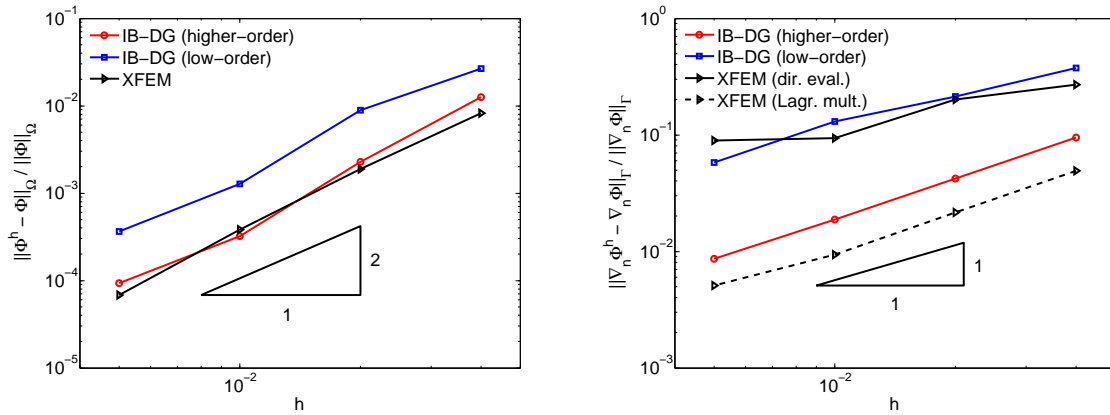 10^−1
10^−2
10^−3
10^−4
10^−5
||Φ^h − Φ||_Ω / ||Φ||_Ω
IB−DG (higher−order)
IB−DG (low−order)
XFEM
2
1
10^−2
h
10^0
10^−1
10^−2
10^−3
||∇_nΦ^h − ∇_nΦ||_Γ / ||∇_nΦ||_Γ
IB−DG (higher−order)
IB−DG (low−order)
XFEM (dir. eval.)
XFEM (Lagr. mult.)
1
1
10^−2
h